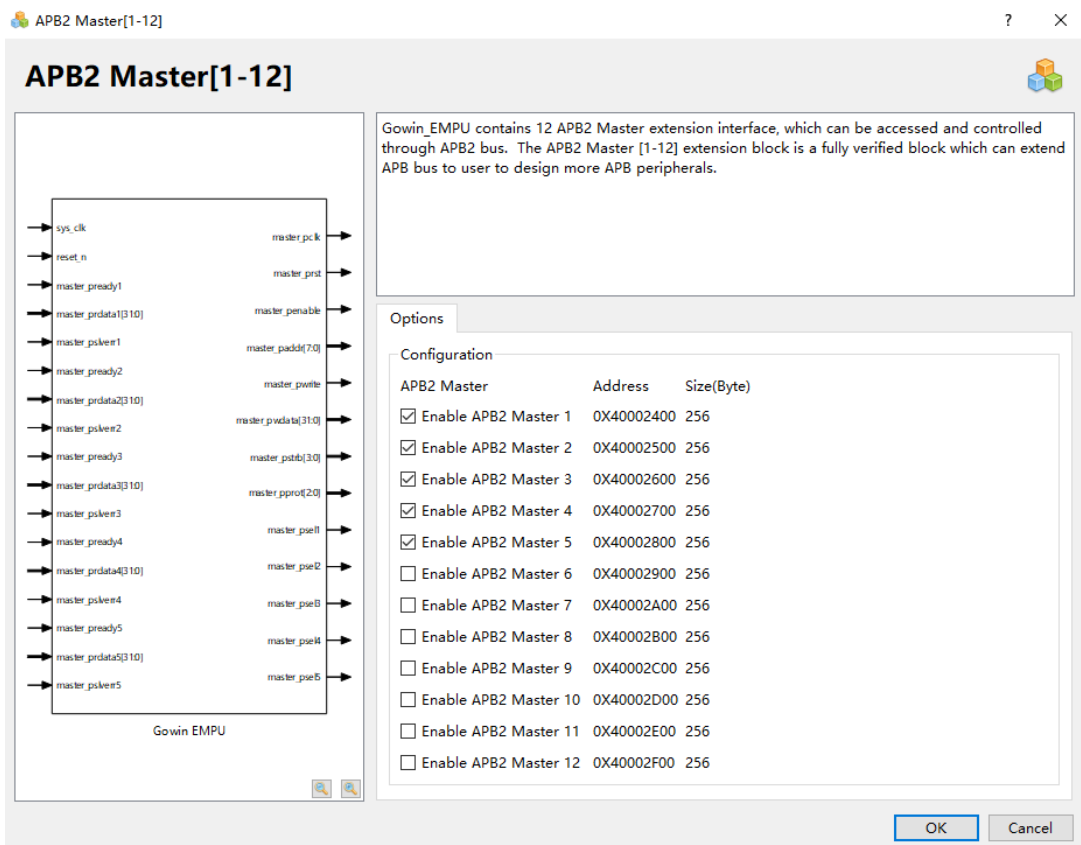 APB2 Master[1-12]
?
APB2 Master[1-12]
sys_clk
reset_n
master_pready1
master_prdata1[31:0]
master_pslverr1
master_pready2
master_prdata2[31:0]
master_pslverr2
master_pready3
master_prdata3[31:0]
master_pslverr3
master_pready4
master_prdata4[31:0]
master_pslverr4
master_pready5
master_prdata5[31:0]
master_pslverr5
master_pclk
master_prst
master_penable
master_paddr[7:0]
master_pwrite
master_pwdata[31:0]
master_pstrb[3:0]
master_pprot[2:0]
master_psel1
master_psel2
master_psel3
master_psel4
master_psel5
Gowin EMPU
Gowin_EMPU contains 12 APB2 Master extension interface, which can be accessed and controlled
through APB2 bus. The APB2 Master [1-12] extension block is a fully verified block which can extend
APB bus to user to design more APB peripherals.
Options
Configuration
APB2 Master Address Size(Byte)
Enable APB2 Master 1 0X40002400 256
Enable APB2 Master 2 0X40002500 256
Enable APB2 Master 3 0X40002600 256
Enable APB2 Master 4 0X40002700 256
Enable APB2 Master 5 0X40002800 256
Enable APB2 Master 6 0X40002900 256
Enable APB2 Master 7 0X40002A00 256
Enable APB2 Master 8 0X40002B00 256
Enable APB2 Master 9 0X40002C00 256
Enable APB2 Master 10 0X40002D00 256
Enable APB2 Master 11 0X40002E00 256
Enable APB2 Master 12 0X40002F00 256
OK Cancel